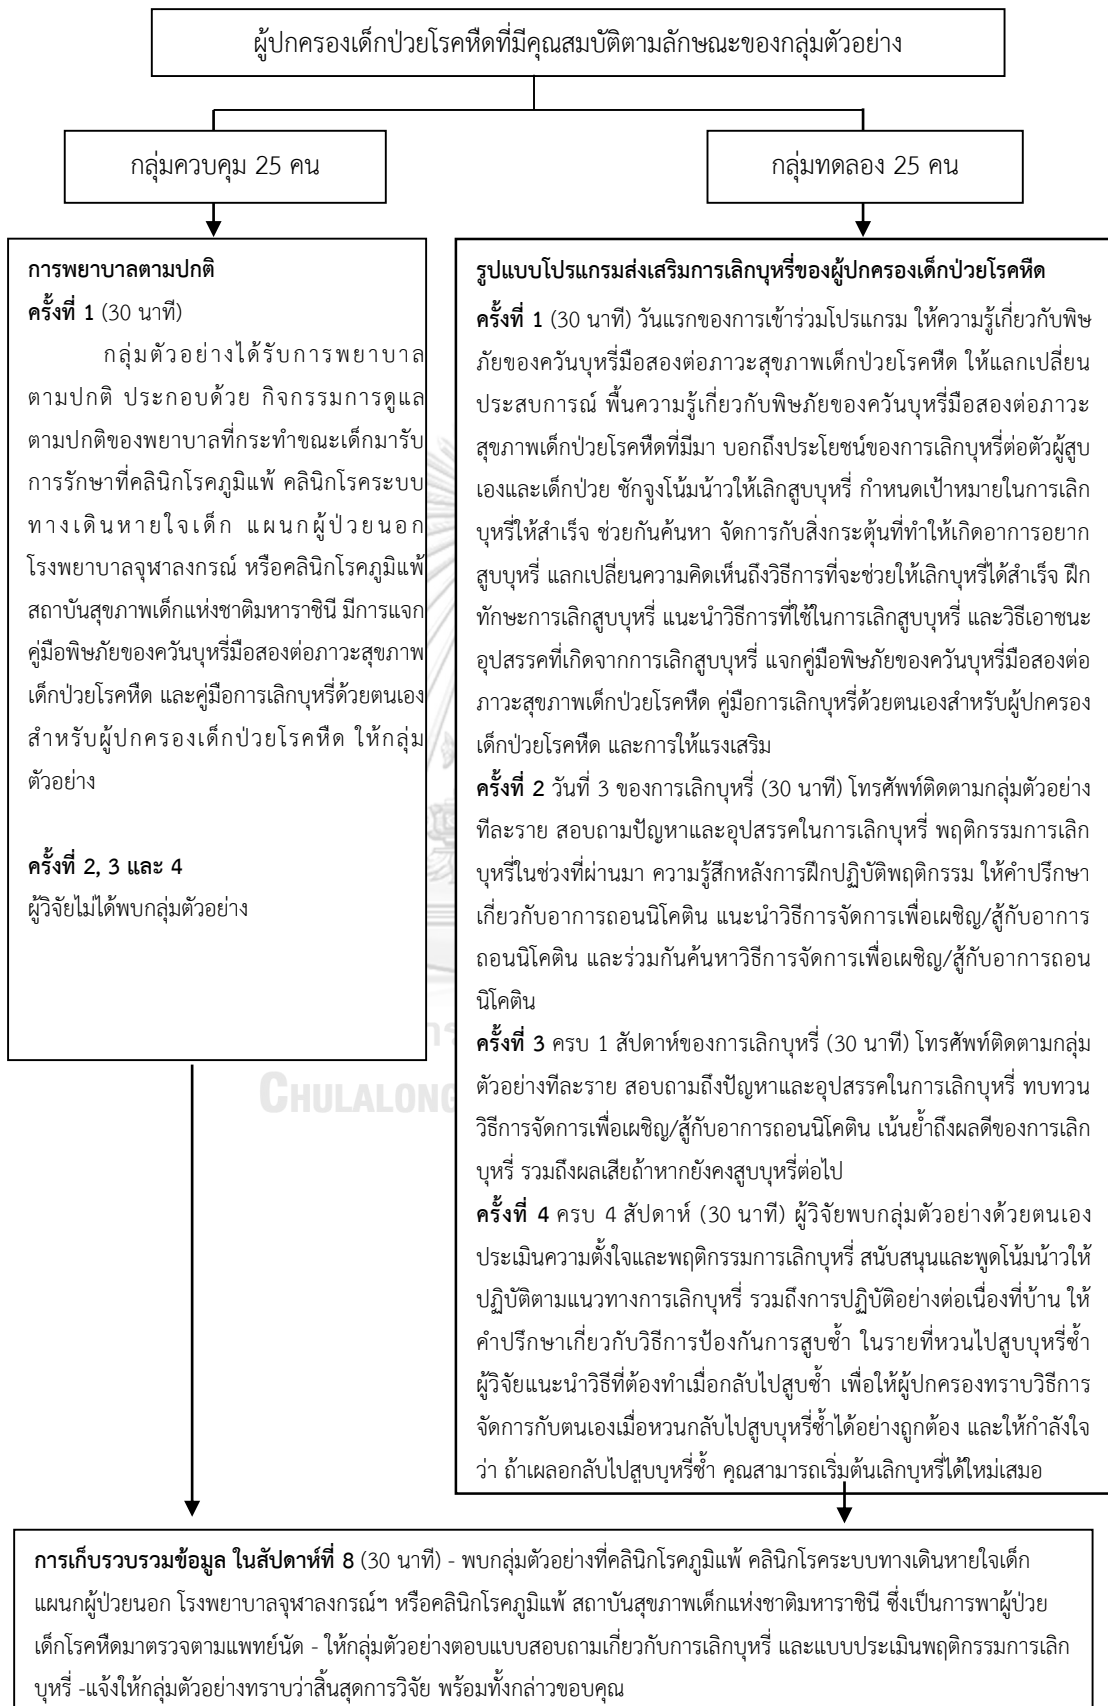 ผู้ปกครองเด็กป่วยโรคหืดที่มีคุณสมบัติตามลักษณะของกลุ่มตัวอย่าง
กลุ่มควบคุม 25 คน
กลุ่มทดลอง 25 คน
การพยาบาลตามปกติ
ครั้งที่ 1 (30 นาที)
กลุ่มตัวอย่างได้รับการพยาบาล
ตามปกติ ประกอบด้วย กิจกรรมการดูแล
ตามปกติของพยาบาลที่กระทำขณะเด็กมารับ
การรักษาที่คลินิกโรคภูมิแพ้ คลินิกโรคระบบ
ทางเดินหายใจเด็ก แผนกผู้ป่วยนอก
โรงพยาบาลจุฬาลงกรณ์ หรือคลินิกโรคภูมิแพ้
สถาบันสุขภาพเด็กแห่งชาติมหาราชินี มีการแจก
คู่มือพิษภัยของควันบุหรี่มือสองต่อภาวะสุขภาพ
เด็กป่วยโรคหืด และคู่มือการเลิกบุหรี่ด้วยตนเอง
สำหรับผู้ปกครองเด็กป่วยโรคหืด ให้กลุ่ม
ตัวอย่าง
ครั้งที่ 2, 3 และ 4
ผู้วิจัยไม่ได้พบกลุ่มตัวอย่าง
รูปแบบโปรแกรมส่งเสริมการเลิกบุหรี่ของผู้ปกครองเด็กป่วยโรคหืด
ครั้งที่ 1 (30 นาที) วันแรกของการเข้าร่วมโปรแกรม ให้ความรู้เกี่ยวกับพิษ
ภัยของควันบุหรี่มือสองต่อภาวะสุขภาพเด็กป่วยโรคหืด ให้แลกเปลี่ยน
ประสบการณ์ พื้นความรู้เกี่ยวกับพิษภัยของควันบุหรี่มือสองต่อภาวะ
สุขภาพเด็กป่วยโรคหืดที่มีมา บอกถึงประโยชน์ของการเลิกบุหรี่ต่อตัวผู้สูบ
เองและเด็กป่วย ชักจูงโน้มน้าวให้เลิกสูบบุหรี่ กำหนดเป้าหมายในการเลิก
บุหรี่ให้สำเร็จ ช่วยกันค้นหา จัดการกับสิ่งกระตุ้นที่ทำให้เกิดอาการอยาก
สูบบุหรี่ แลกเปลี่ยนความคิดเห็นถึงวิธีการที่จะช่วยให้เลิกบุหรี่ได้สำเร็จ ฝึก
ทักษะการเลิกสูบบุหรี่ แนะนำวิธีการที่ใช้ในการเลิกสูบบุหรี่ และวิธีเอาชนะ
อุปสรรคที่เกิดจากการเลิกสูบบุหรี่ แจกคู่มือพิษภัยของควันบุหรี่มือสองต่อ
ภาวะสุขภาพเด็กป่วยโรคหืด คู่มือการเลิกบุหรี่ด้วยตนเองสำหรับผู้ปกครอง
เด็กป่วยโรคหืด และการให้แรงเสริม
ครั้งที่ 2 วันที่ 3 ของการเลิกบุหรี่ (30 นาที) โทรศัพท์ติดตามกลุ่มตัวอย่าง
ทีละราย สอบถามปัญหาและอุปสรรคในการเลิกบุหรี่ พฤติกรรมการเลิก
บุหรี่ในช่วงที่ผ่านมา ความรู้สึกหลังการฝึกปฏิบัติพฤติกรรม ให้คำปรึกษา
เกี่ยวกับอาการถอนนิโคติน แนะนำวิธีการจัดการเพื่อเผชิญ/สู้กับอาการ
ถอนนิโคติน และร่วมกันค้นหาวิธีการจัดการเพื่อเผชิญ/สู้กับอาการถอน
นิโคติน
ครั้งที่ 3 ครบ 1 สัปดาห์ของการเลิกบุหรี่ (30 นาที) โทรศัพท์ติดตามกลุ่ม
ตัวอย่างทีละราย สอบถามถึงปัญหาและอุปสรรคในการเลิกบุหรี่ ทบทวน
วิธีการจัดการเพื่อเผชิญ/สู้กับอาการถอนนิโคติน เน้นย้ำถึงผลดีของการเลิก
บุหรี่ รวมถึงผลเสียถ้าหากยังคงสูบบุหรี่ต่อไป
ครั้งที่ 4 ครบ 4 สัปดาห์ (30 นาที) ผู้วิจัยพบกลุ่มตัวอย่างด้วยตนเอง
ประเมินความตั้งใจและพฤติกรรมการเลิกบุหรี่ สนับสนุนและพูดโน้มน้าวให้
ปฏิบัติตามแนวทางการเลิกบุหรี่ รวมถึงการปฏิบัติอย่างต่อเนื่องที่บ้าน ให้
คำปรึกษาเกี่ยวกับวิธีการป้องกันการสูบซ้ำ ในรายที่หวนไปสูบบุหรี่ซ้ำ
ผู้วิจัยแนะนำวิธีที่ต้องทำเมื่อกลับไปสูบซ้ำ เพื่อให้ผู้ปกครองทราบวิธีการ
จัดการกับตนเองเมื่อหวนกลับไปสูบบุหรี่ซ้ำได้อย่างถูกต้อง และให้กำลังใจ
ว่า ถ้าเผลอกลับไปสูบบุหรี่ซ้ำ คุณสามารถเริ่มต้นเลิกบุหรี่ได้ใหม่เสมอ
CHULALONG
การเก็บรวบรวมข้อมูล ในสัปดาห์ที่ 8 (30 นาที) - พบกลุ่มตัวอย่างที่คลินิกโรคภูมิแพ้ คลินิกโรคระบบทางเดินหายใจเด็ก
แผนกผู้ป่วยนอก โรงพยาบาลจุฬาลงกรณ์ฯ หรือคลินิกโรคภูมิแพ้ สถาบันสุขภาพเด็กแห่งชาติมหาราชินี ซึ่งเป็นการพาผู้ป่วย
เด็กโรคหืดมาตรวจตามแพทย์นัด - ให้กลุ่มตัวอย่างตอบแบบสอบถามเกี่ยวกับการเลิกบุหรี่ และแบบประเมินพฤติกรรมการเลิก
บุหรี่ -แจ้งให้กลุ่มตัวอย่างทราบว่าสิ้นสุดการวิจัย พร้อมทั้งกล่าวขอบคุณ